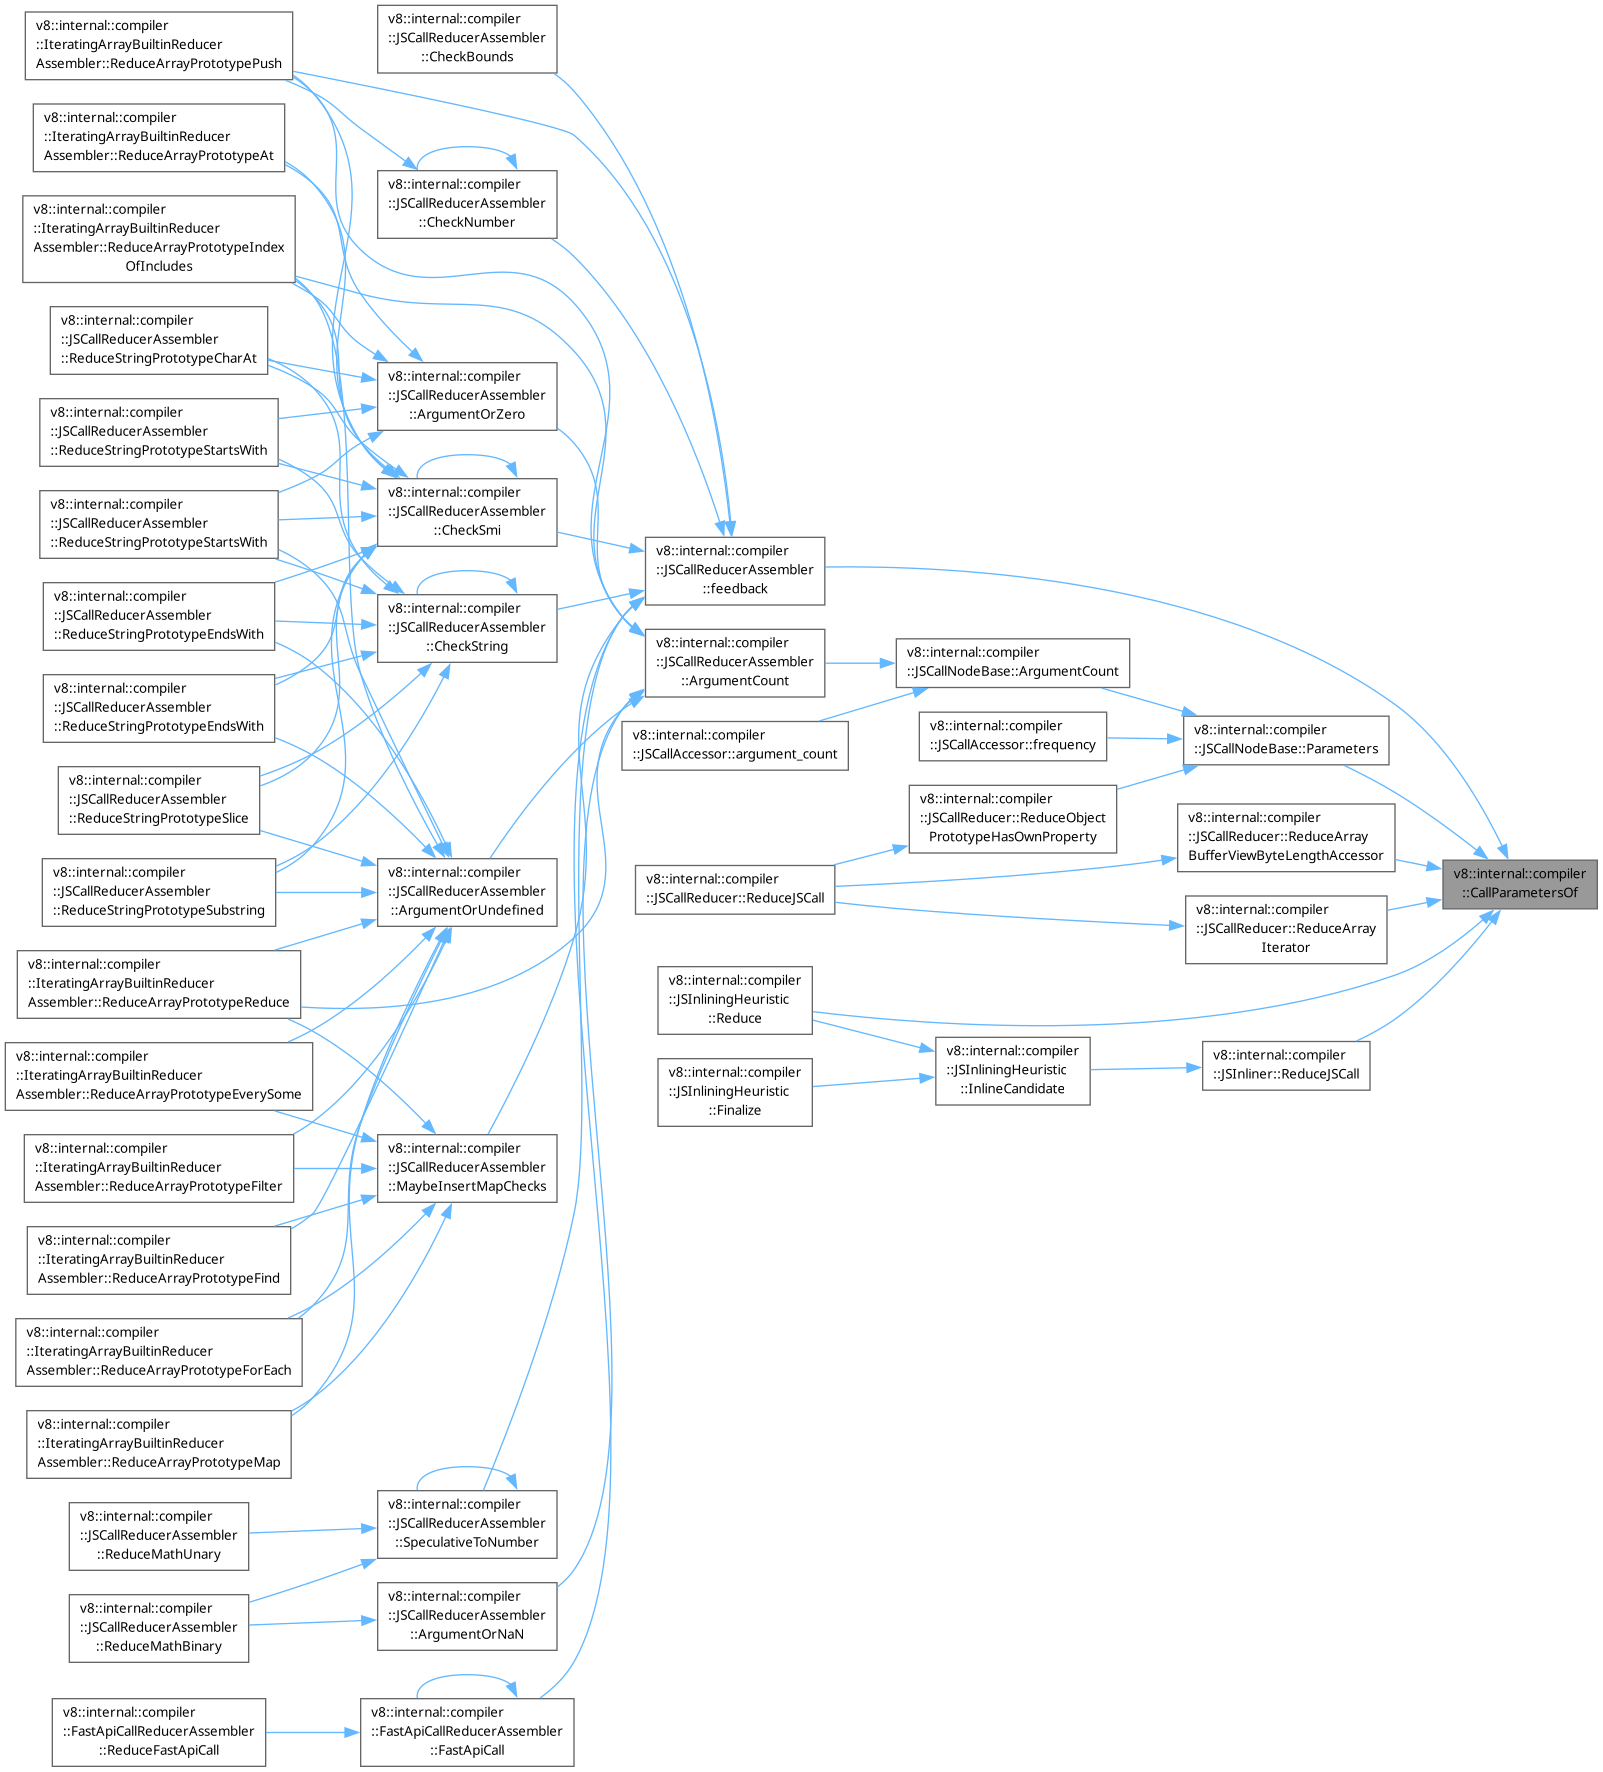 v8::internal::compiler
::IteratingArrayBuiltinReducer
Assembler::ReduceArrayPrototypePush
v8::internal::compiler
::IteratingArrayBuiltinReducer
Assembler::ReduceArrayPrototypeAt
v8::internal::compiler
::IteratingArrayBuiltinReducer
Assembler::ReduceArrayPrototypeIndex
OfIncludes
v8::internal::compiler
::JSCallReducerAssembler
::ReduceStringPrototypeCharAt
v8::internal::compiler
::JSCallReducerAssembler
::ReduceStringPrototypeStartsWith
v8::internal::compiler
::JSCallReducerAssembler
::ReduceStringPrototypeStartsWith
v8::internal::compiler
::JSCallReducerAssembler
::ReduceStringPrototypeEndsWith
v8::internal::compiler
::JSCallReducerAssembler
::ReduceStringPrototypeEndsWith
v8::internal::compiler
::JSCallReducerAssembler
::ReduceStringPrototypeSlice
v8::internal::compiler
::JSCallReducerAssembler
::ReduceStringPrototypeSubstring
v8::internal::compiler
::IteratingArrayBuiltinReducer
Assembler::ReduceArrayPrototypeReduce
v8::internal::compiler
::IteratingArrayBuiltinReducer
Assembler::ReduceArrayPrototypeEverySome
v8::internal::compiler
::IteratingArrayBuiltinReducer
Assembler::ReduceArrayPrototypeFilter
v8::internal::compiler
::IteratingArrayBuiltinReducer
Assembler::ReduceArrayPrototypeFind
v8::internal::compiler
::IteratingArrayBuiltinReducer
Assembler::ReduceArrayPrototypeForEach
v8::internal::compiler
::IteratingArrayBuiltinReducer
Assembler::ReduceArrayPrototypeMap
v8::internal::compiler
::JSCallReducerAssembler
::ReduceMathUnary
v8::internal::compiler
::JSCallReducerAssembler
::ReduceMathBinary
v8::internal::compiler
::FastApiCallReducerAssembler
::ReduceFastApiCall
v8::internal::compiler
::JSCallReducerAssembler
::CheckBounds
v8::internal::compiler
::JSCallReducerAssembler
::CheckNumber
v8::internal::compiler
::JSCallReducerAssembler
::ArgumentOrZero
v8::internal::compiler
::JSCallReducerAssembler
::CheckSmi
v8::internal::compiler
::JSCallReducerAssembler
::CheckString
v8::internal::compiler
::JSCallReducerAssembler
::ArgumentOrUndefined
v8::internal::compiler
::JSCallReducerAssembler
::MaybeInsertMapChecks
v8::internal::compiler
::JSCallReducerAssembler
::SpeculativeToNumber
v8::internal::compiler
::JSCallReducerAssembler
::ArgumentOrNaN
v8::internal::compiler
::FastApiCallReducerAssembler
::FastApiCall
v8::internal::compiler
::JSCallReducerAssembler
::feedback
v8::internal::compiler
::JSCallReducerAssembler
::ArgumentCount
v8::internal::compiler
::JSCallAccessor::argument_count
v8::internal::compiler
::JSCallReducer::ReduceJSCall
v8::internal::compiler
::JSInliningHeuristic
::Reduce
v8::internal::compiler
::JSInliningHeuristic
::Finalize
v8::internal::compiler
::JSCallNodeBase::ArgumentCount
v8::internal::compiler
::JSCallAccessor::frequency
v8::internal::compiler
::JSCallReducer::ReduceObject
PrototypeHasOwnProperty
v8::internal::compiler
::JSInliningHeuristic
::InlineCandidate
v8::internal::compiler
::JSCallNodeBase::Parameters
v8::internal::compiler
::JSCallReducer::ReduceArray
BufferViewByteLengthAccessor
v8::internal::compiler
::JSCallReducer::ReduceArray
Iterator
v8::internal::compiler
::JSInliner::ReduceJSCall
v8::internal::compiler
::CallParametersOf